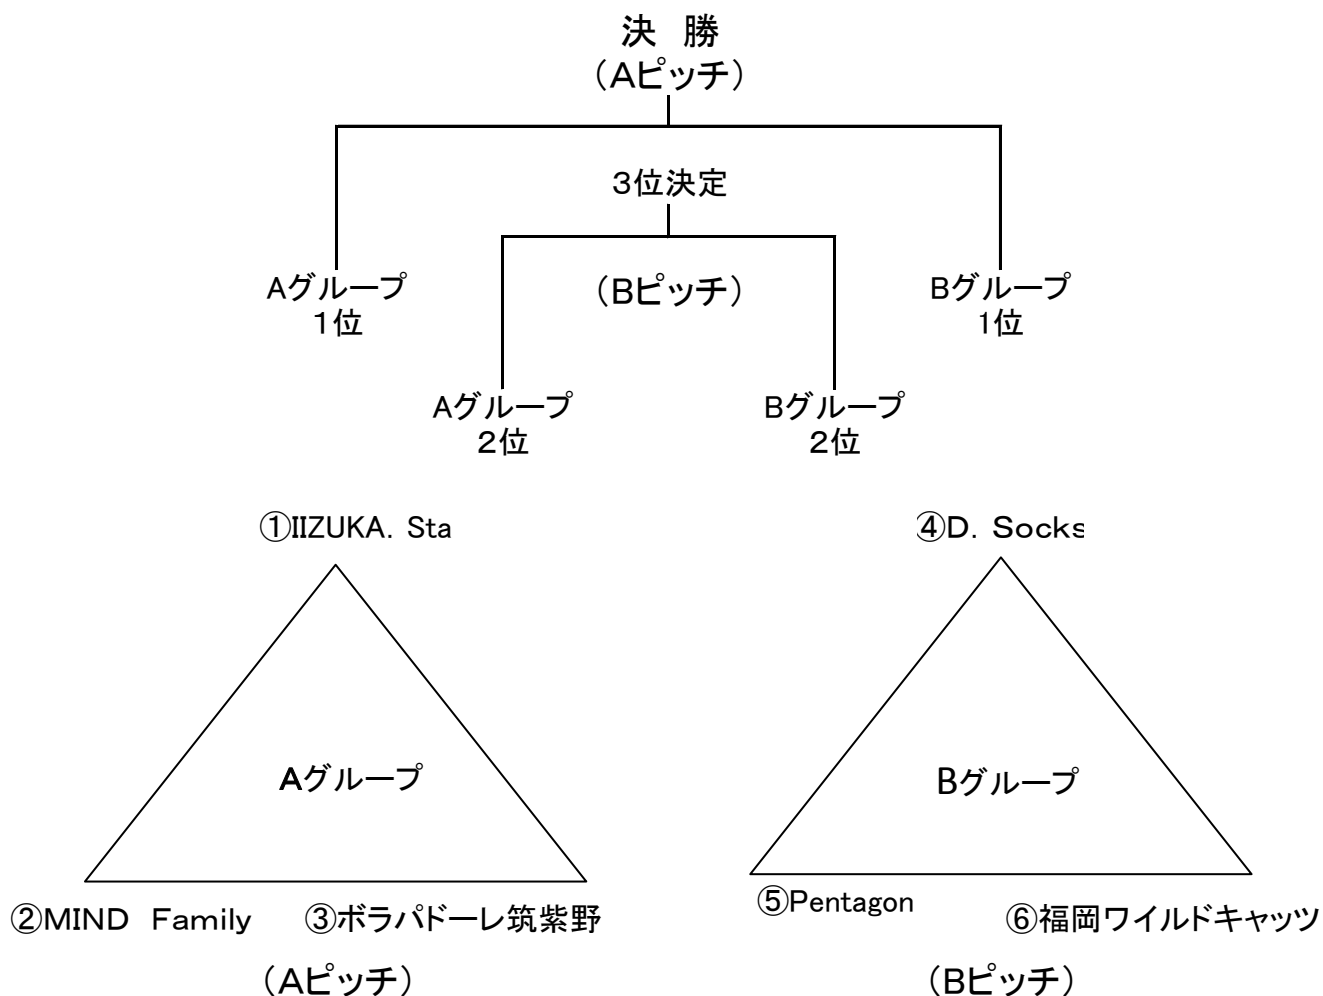 決　勝
（Aピッチ）
3位決定
Aグループ
1位
（Bピッチ）
Bグループ
1位
Aグループ
2位
Bグループ
2位
①IIZUKA. Sta
④D. Socks
Aグループ
Bグループ
②MIND　Family
③ボラパドーレ筑紫野
⑤Pentagon
⑥福岡ワイルドキャッツ
（Aピッチ）
（Bピッチ）